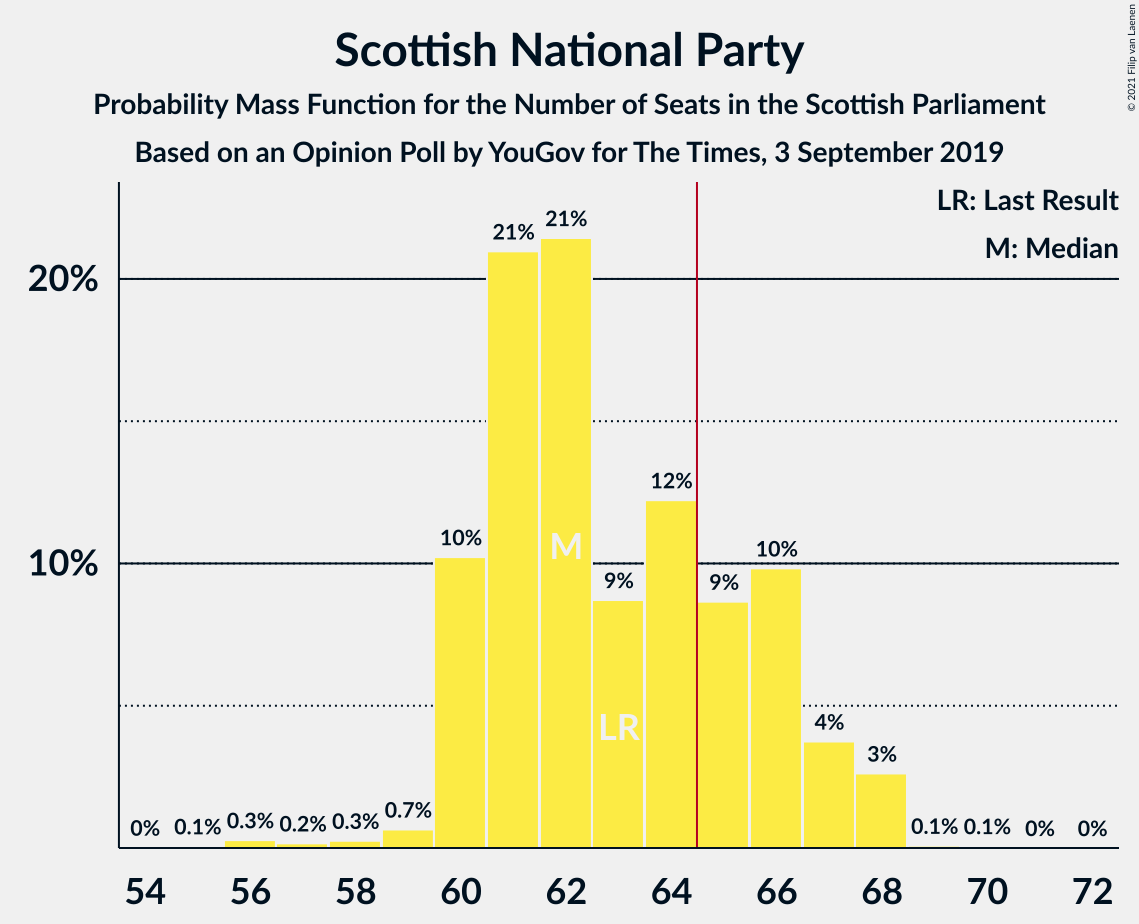 Scottish National Party
Probability Mass Function for the Number of Seats in the Scottish Parliament
Based on an Opinion Poll by YouGov for The Times, 3 September 2019
© 2021 Filip van Laenen
LR: Last Result
M: Median
20%
10%
0%
0.1%
0.3%
0.2%
0.3%
0.7%
10%
21%
21%
9%
12%
9%
10%
4%
3%
0.1%
0.1%
0%
0%
M
LR
54 56 58 60 62 64 66 68 70 72